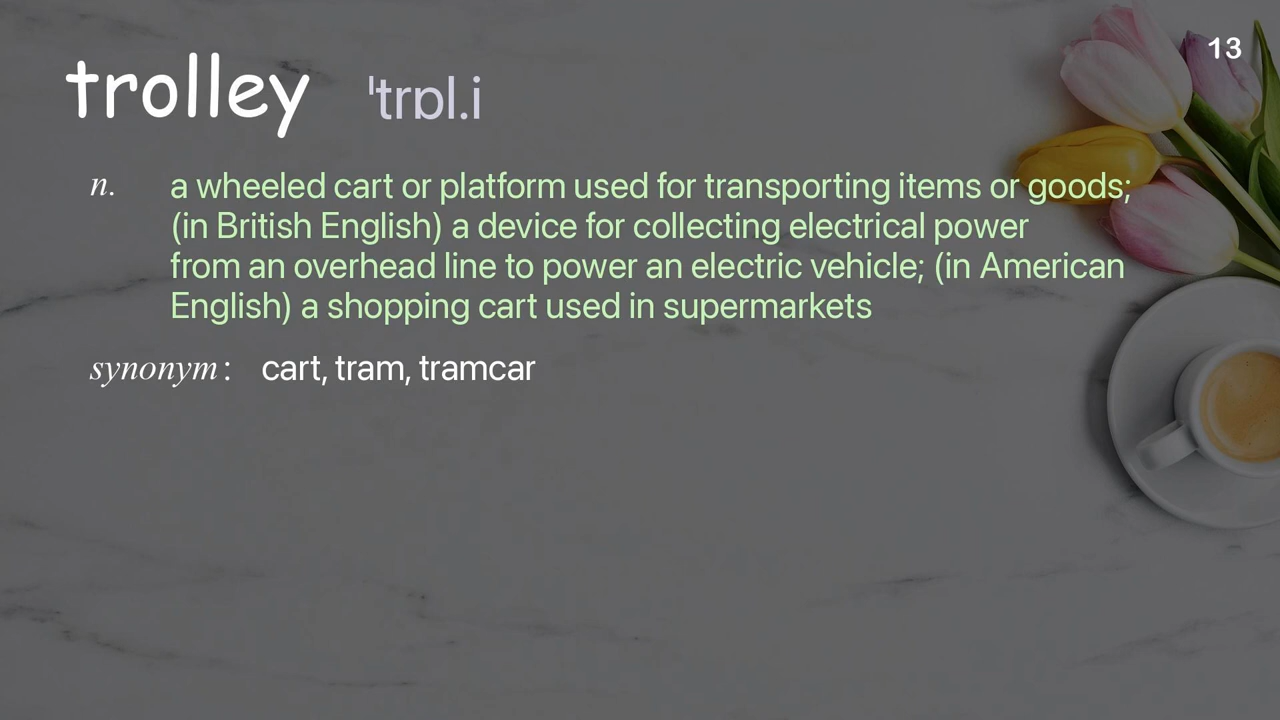 13
trolley ˈtrɒl.i
n. a wheeled cart or platform used for transporting items or goods;
(in British English) a device for collecting electrical power
from an overhead line to power an electric vehicle; (in American
English) a shopping cart used in supermarkets
synonym: cart, tram, tramcar